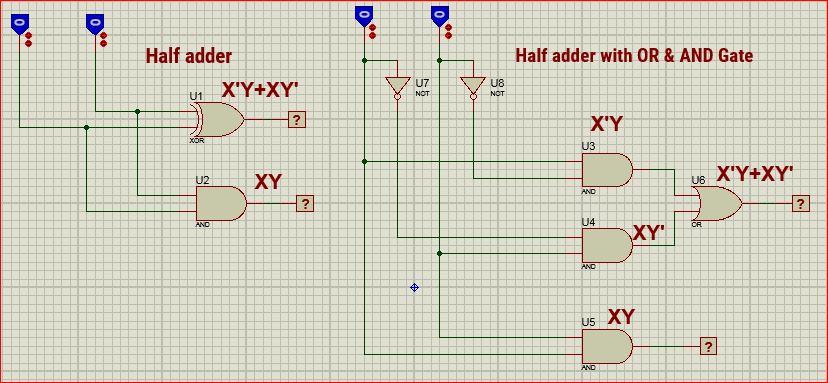 0
0
0
0
Half adder
Half adder with OR & AND Gate
U1
X'Y+XY'
XOR
?
U2
XY
AND
?
U7
NOT
U8
NOT
X'Y
U3
AND
U4
XY'
AND
U6
X'Y+XY'
OR
?
U5
XY
AND
?